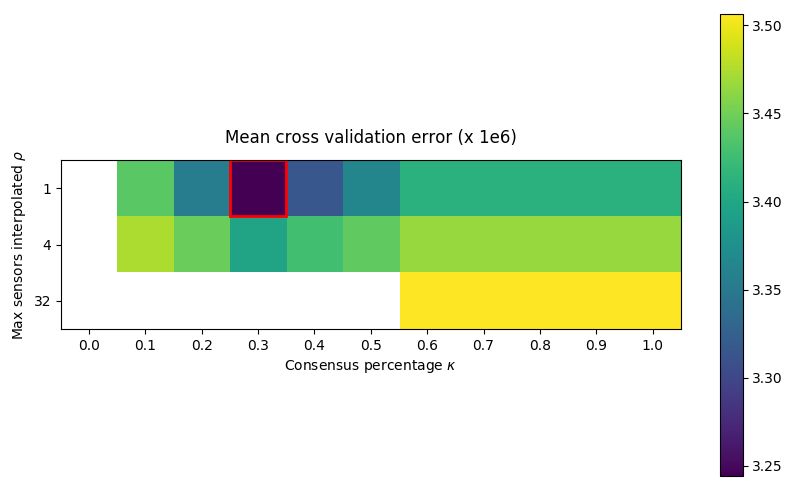 Mean cross validation error (x 1e6)
Max sensors interpolated ρ
1
4
32
0.0 0.1 0.2 0.3 0.4 0.5 0.6 0.7 0.8 0.9 1.0
Consensus percentage κ
3.50
3.45
3.40
3.35
3.30
3.25